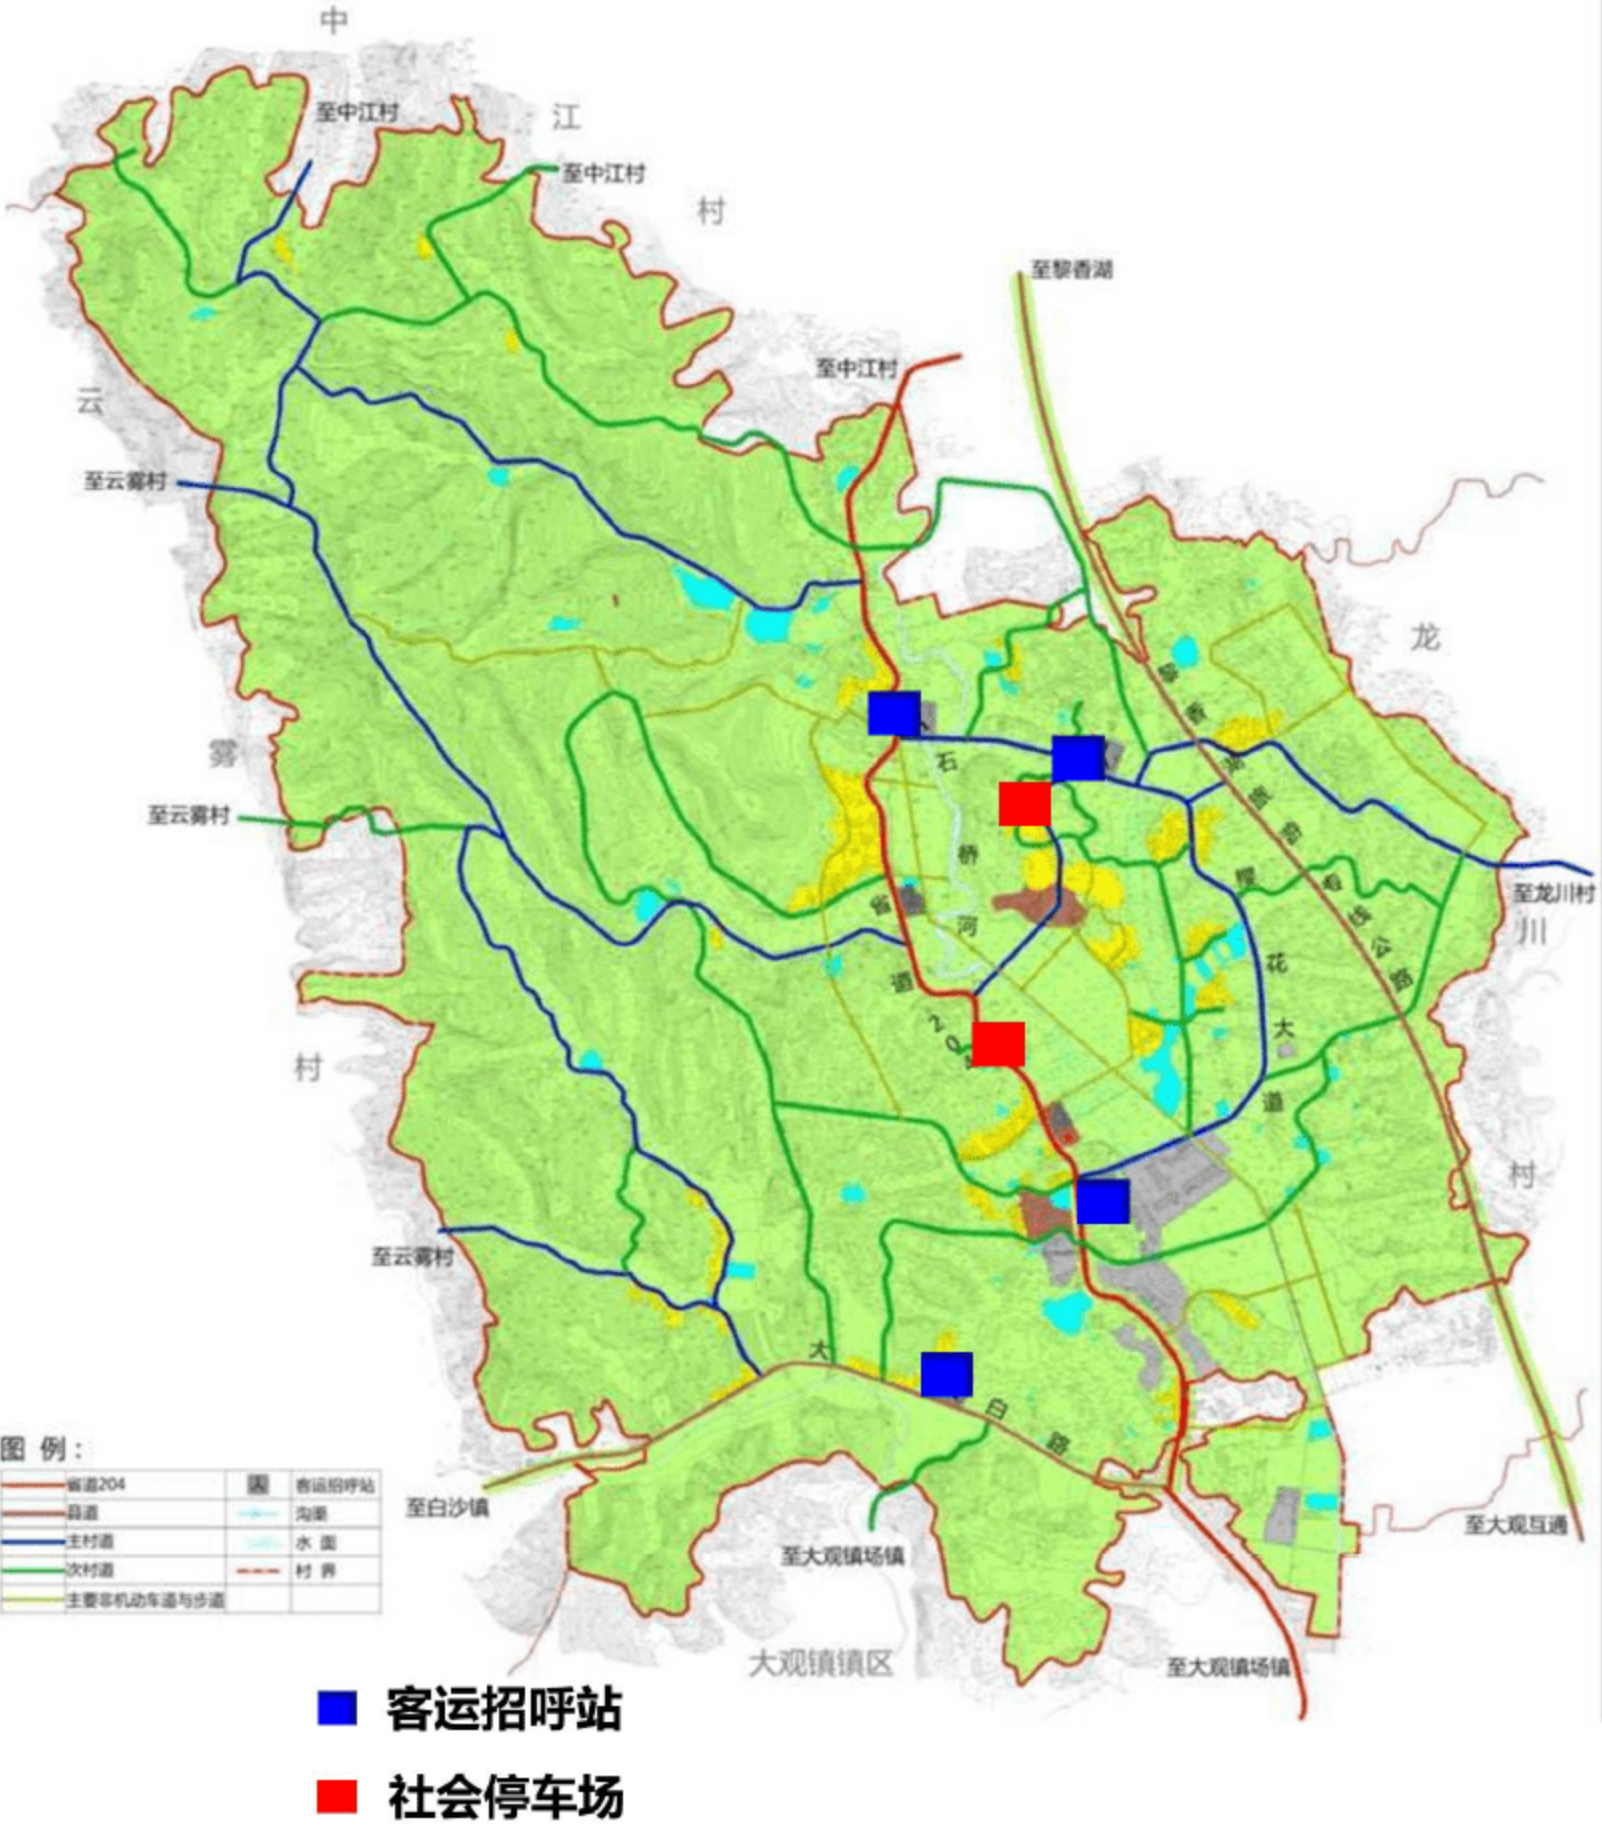 中
江
村
至中江村
至中江村
至黎香湖
至中江村
云
雾
村
至云雾村
至云雾村
至云雾村
龙
川
村
至龙川村
石
桥
河
省
道
204
黎
香
湖
旅
游
专
线
公
路
樱
花
大
道
大
白
路
至白沙镇
至大观镇场镇
至大观互通
至大观镇场镇
大观镇镇区
图 例：
省道204
客运招呼站
县道
沟渠
主村道
水 面
次村道
村 界
主要非机动车道与步道
客运招呼站
社会停车场